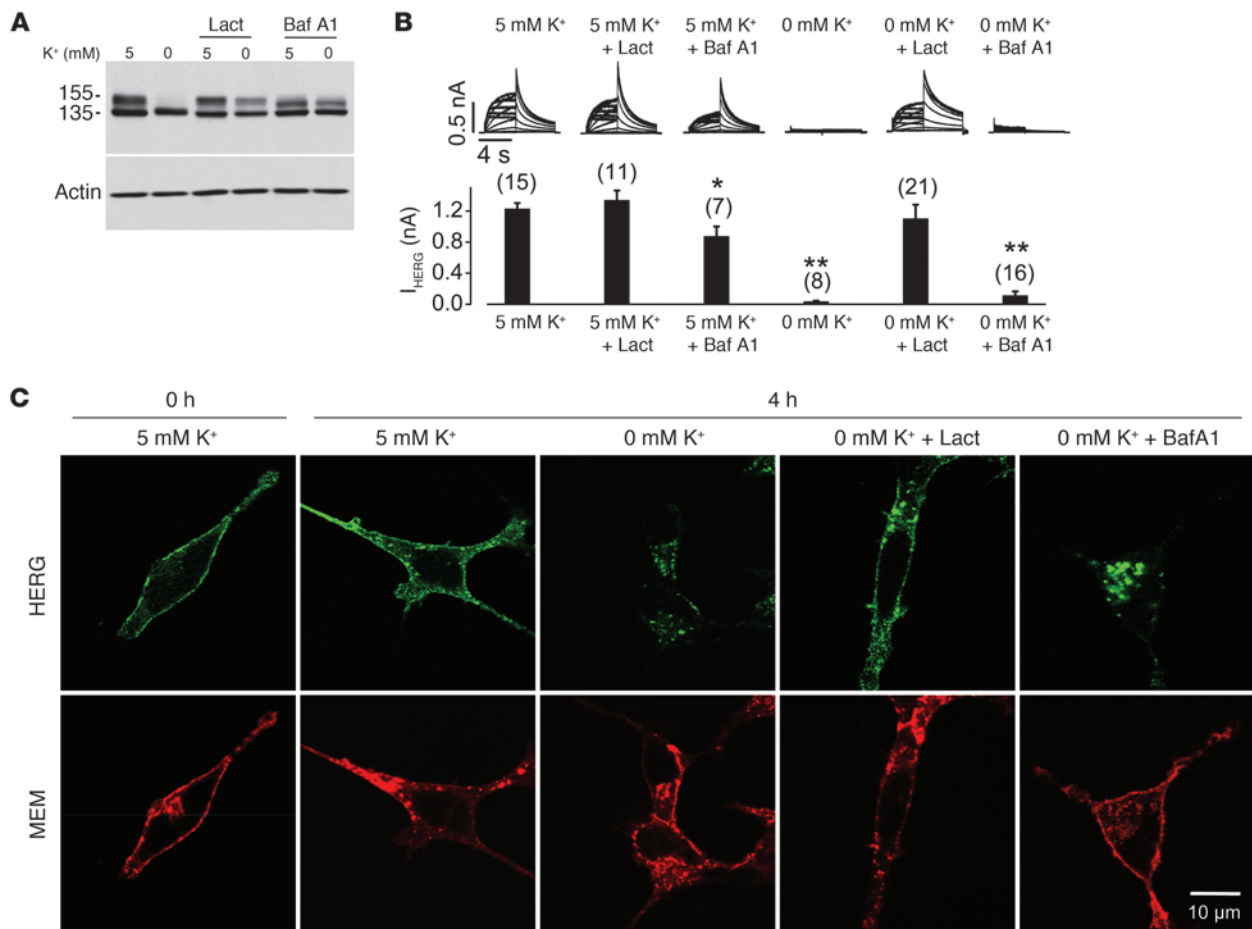 A
Lact Baf A1
K⁺ (mM) 5 0 5 0 5 0
155-
135-
Actin
B
5 mM K⁺ 5 mM K⁺ + Lact 5 mM K⁺ + Baf A1 0 mM K⁺ 0 mM K⁺ + Lact 0 mM K⁺ + Baf A1
0.5 nA
4 s
(15) (11) * (7) ** (8) (21) ** (16)
I_HERG (nA)
1.2
0.8
0.4
0.0
5 mM K⁺ 5 mM K⁺ + Lact 5 mM K⁺ + Baf A1 0 mM K⁺ 0 mM K⁺ + Lact 0 mM K⁺ + Baf A1
C
0 h 4 h
5 mM K⁺ 5 mM K⁺ 0 mM K⁺ 0 mM K⁺ + Lact 0 mM K⁺ + BafA1
HERG
MEM
10 µm